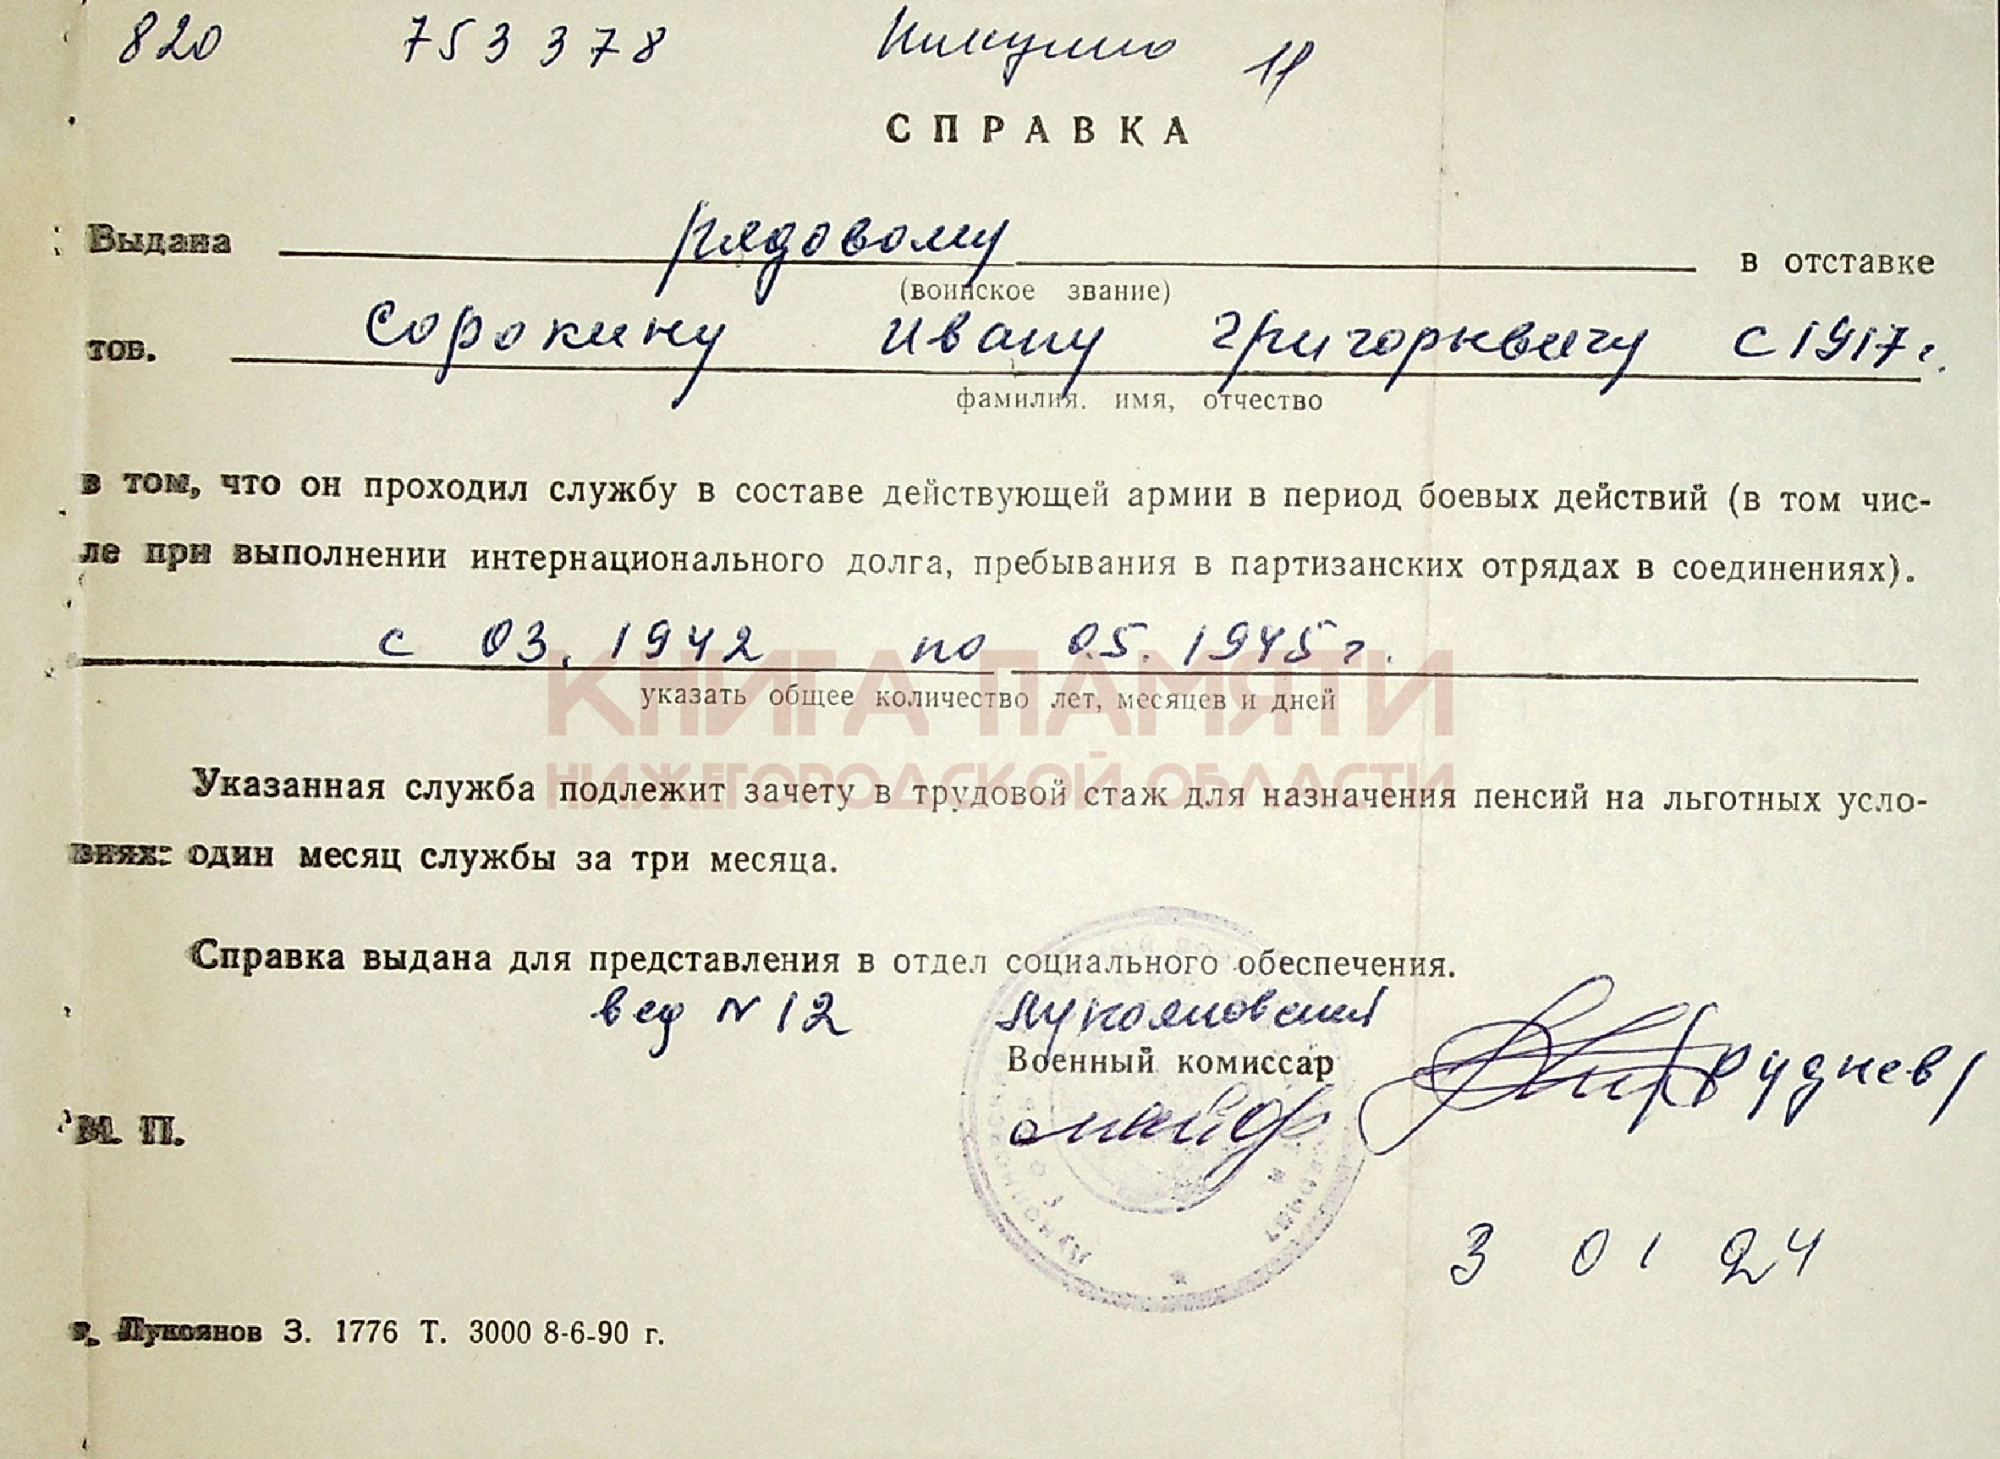 820 753378 Никулино
СПРАВКА
Выдана рядовому в отставке
(воинское звание)
тов. Сорокину Ивану Григорьевичу с 1917 г.
фамилия. имя, отчество
в том, что он проходил службу в составе действующей армии в период боевых действий (в том чис-
ле при выполнении интернационального долга, пребывания в партизанских отрядах в соединениях).
с 03.1942 по 05.1945 г.
указать общее количество лет, месяцев и дней
КНИГА ПАМЯТИ
НИЖЕГОРОДСКОЙ ОБЛАСТИ
Указанная служба подлежит зачету в трудовой стаж для назначения пенсий на льготных усло-
виях: один месяц службы за три месяца.
Справка выдана для представления в отдел социального обеспечения.
вед N 12 Лукояновский
Военный комиссар
майор /Руднев/
М. П.
3 01 24
г. Лукоянов З. 1776 Т. 3000 8-6-90 г.